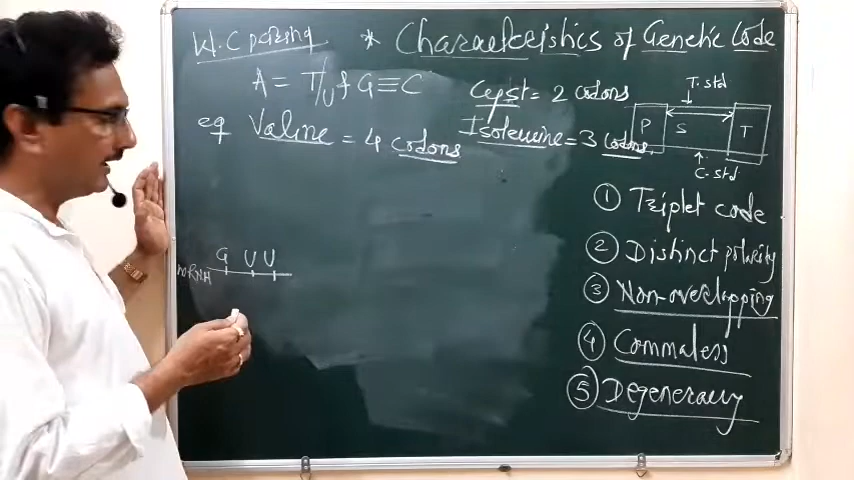 W.C pairing * Characteristics of Genetic Code
A = T/U & G≡C
Cyst = 2 codons
T. std
eg Valine = 4 codons
Isoleucine = 3 codons,
P S T
C. std
① Triplet code
② Distinct polarity
③ Non-overlapping
④ Commaless
⑤ Degeneracy
G U U
mRNA